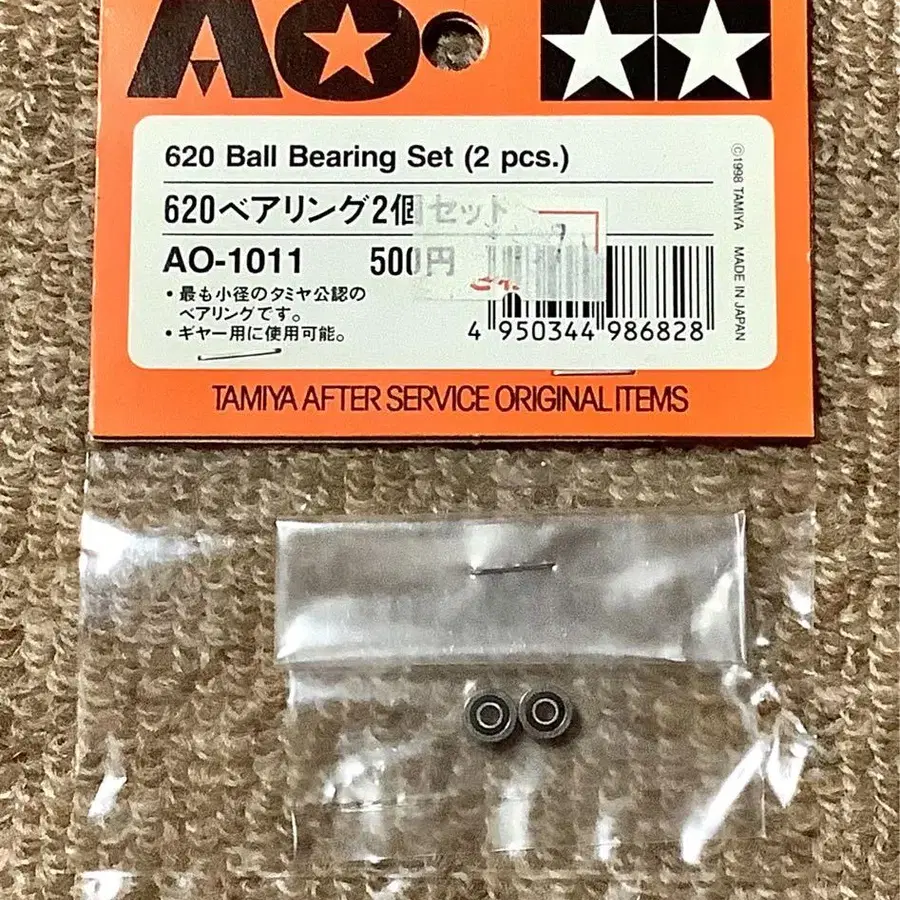 AO.
620 Ball Bearing Set (2 pcs.)
620ベアリング2個セット
AO-1011 500円
・最も小径のタミヤ公認の
ベアリングです。
・ギヤー用に使用可能。
4 950344 986828
©1998 TAMIYA MADE IN JAPAN
TAMIYA AFTER SERVICE ORIGINAL ITEMS